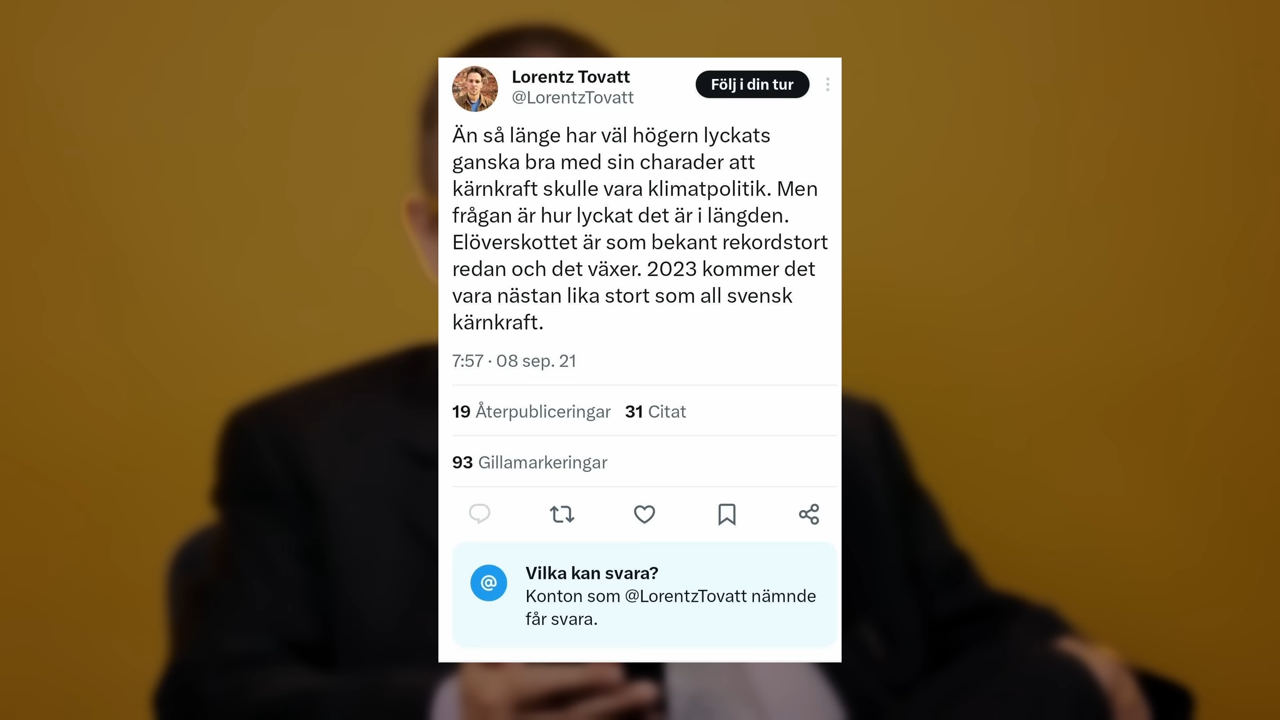 Lorentz Tovatt
@LorentzTovatt
Följ i din tur
Än så länge har väl högern lyckats
ganska bra med sin charader att
kärnkraft skulle vara klimatpolitik. Men
frågan är hur lyckat det är i längden.
Elöverskottet är som bekant rekordstort
redan och det växer. 2023 kommer det
vara nästan lika stort som all svensk
kärnkraft.
7:57 · 08 sep. 21
19 Återpubliceringar 31 Citat
93 Gillamarkeringar
@
Vilka kan svara?
Konton som @LorentzTovatt nämnde
får svara.